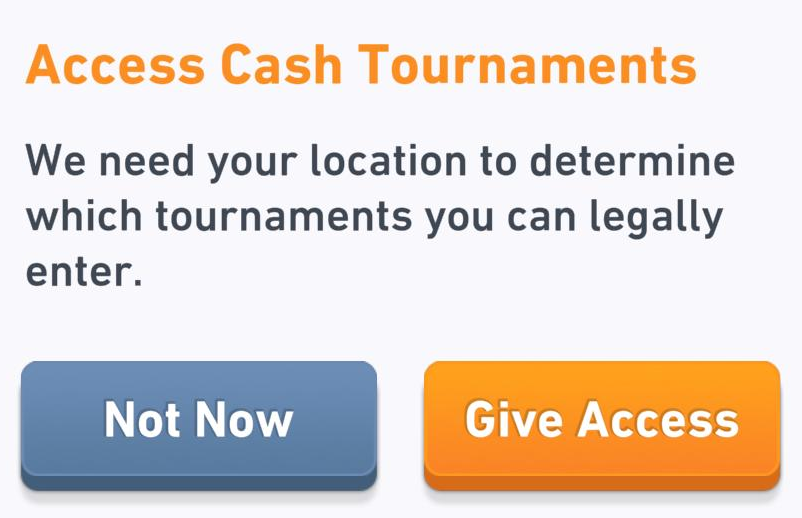 Access Cash Tournaments
We need your location to determine
which tournaments you can legally
enter.
Not Now
Give Access